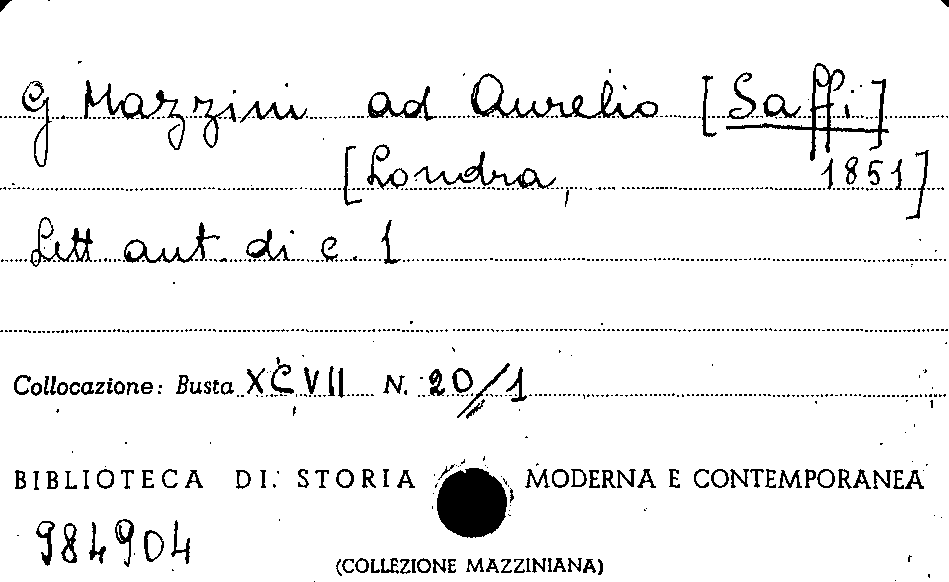 G. Mazzini ad Aurelio [Saffi]
[Londra, 1851]
Lett. aut. di c. 1
Collocazione: Busta XCVII N. 20/1
BIBLIOTECA DI STORIA MODERNA E CONTEMPORANEA
984904
(COLLEZIONE MAZZINIANA)